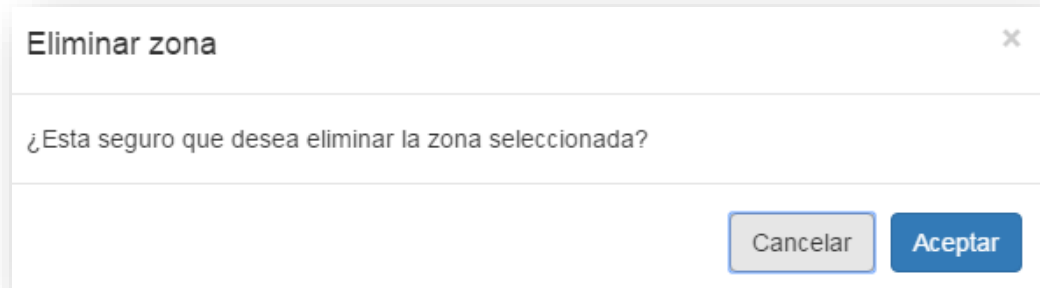 Eliminar zona
×
¿Esta seguro que desea eliminar la zona seleccionada?
Cancelar Aceptar